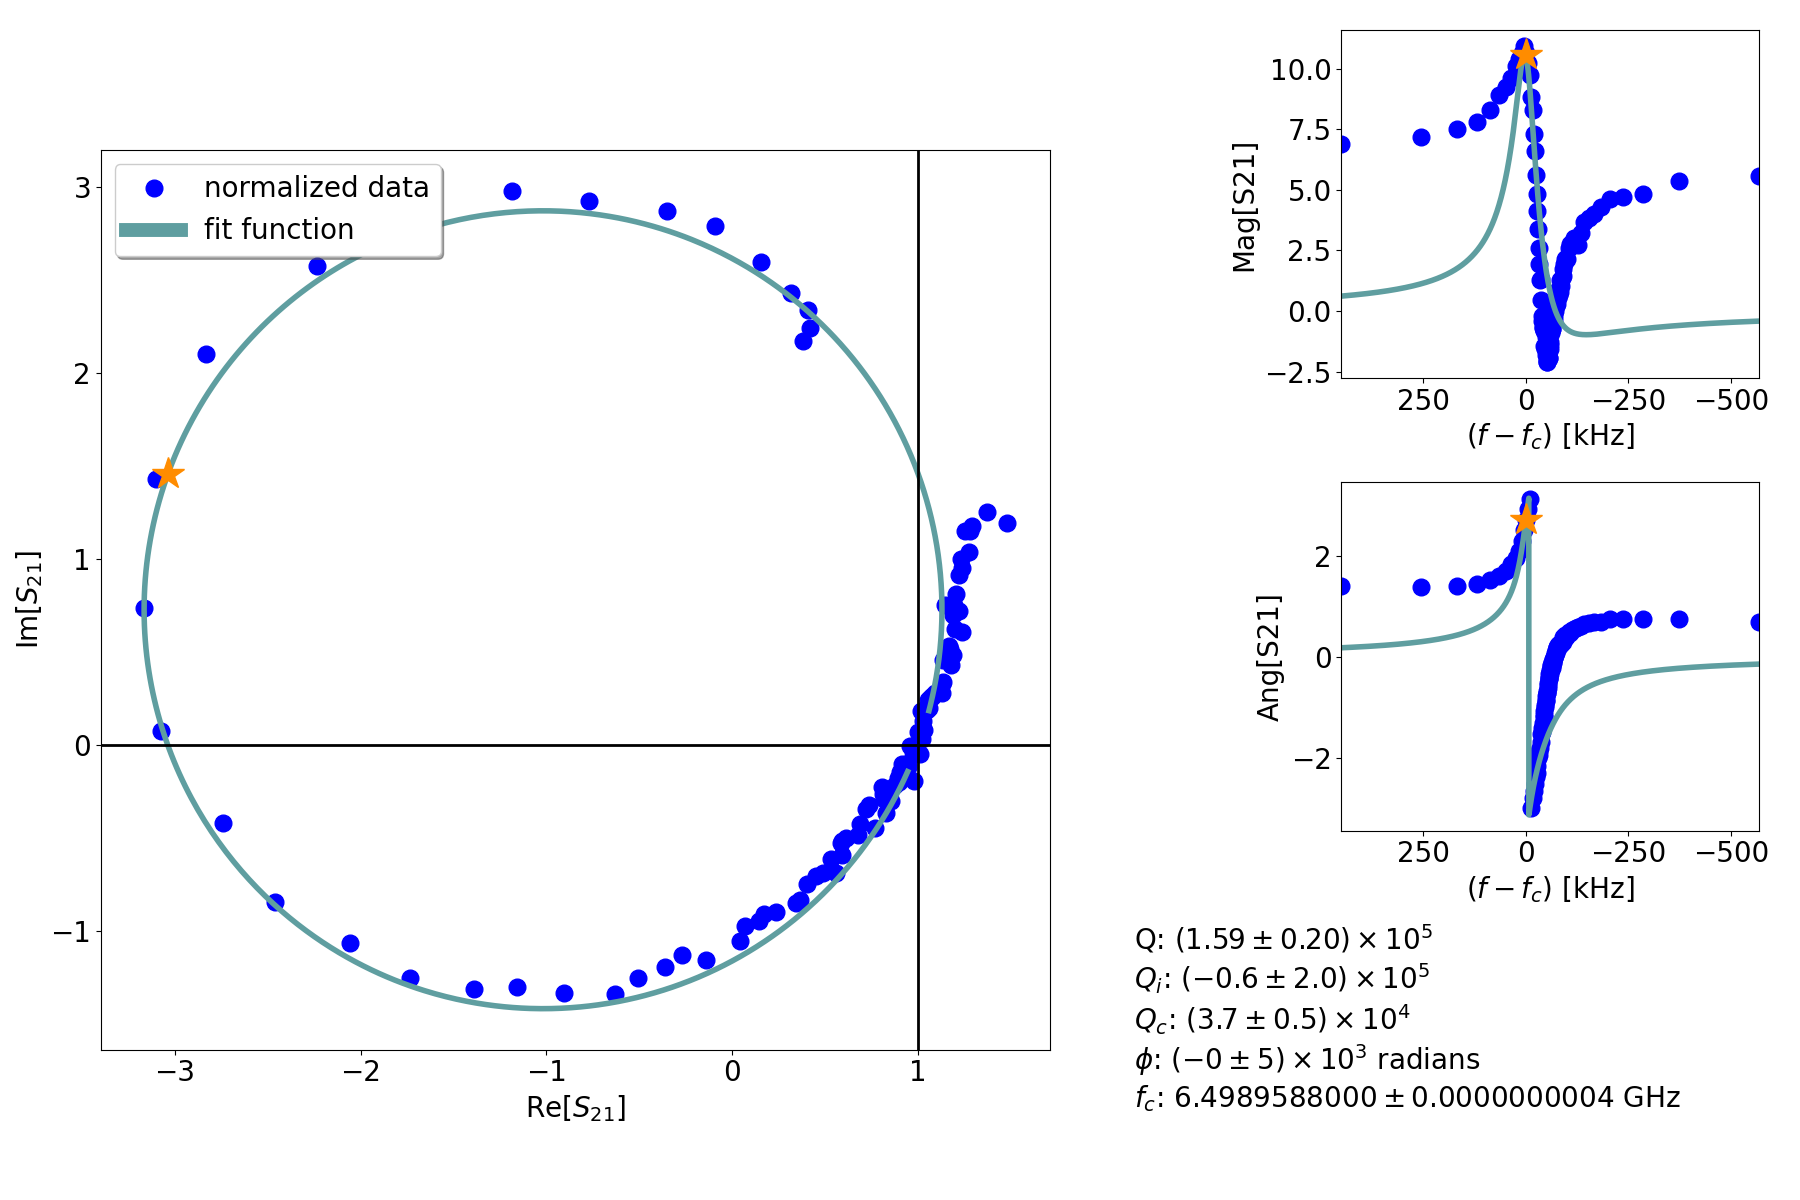 normalized data
fit function
3
2
1
0
−1
Im[S21]
−3
−2
−1
0
1
Re[S21]
10.0
7.5
5.0
2.5
0.0
−2.5
Mag[S21]
250
0
−250
−500
(f − fc) [kHz]
2
0
−2
Ang[S21]
250
0
−250
−500
(f − fc) [kHz]
Q: (1.59 ± 0.20) × 10^5
Qi: (−0.6 ± 2.0) × 10^5
Qc: (3.7 ± 0.5) × 10^4
ϕ: (−0 ± 5) × 10^3 radians
fc: 6.4989588000 ± 0.0000000004 GHz